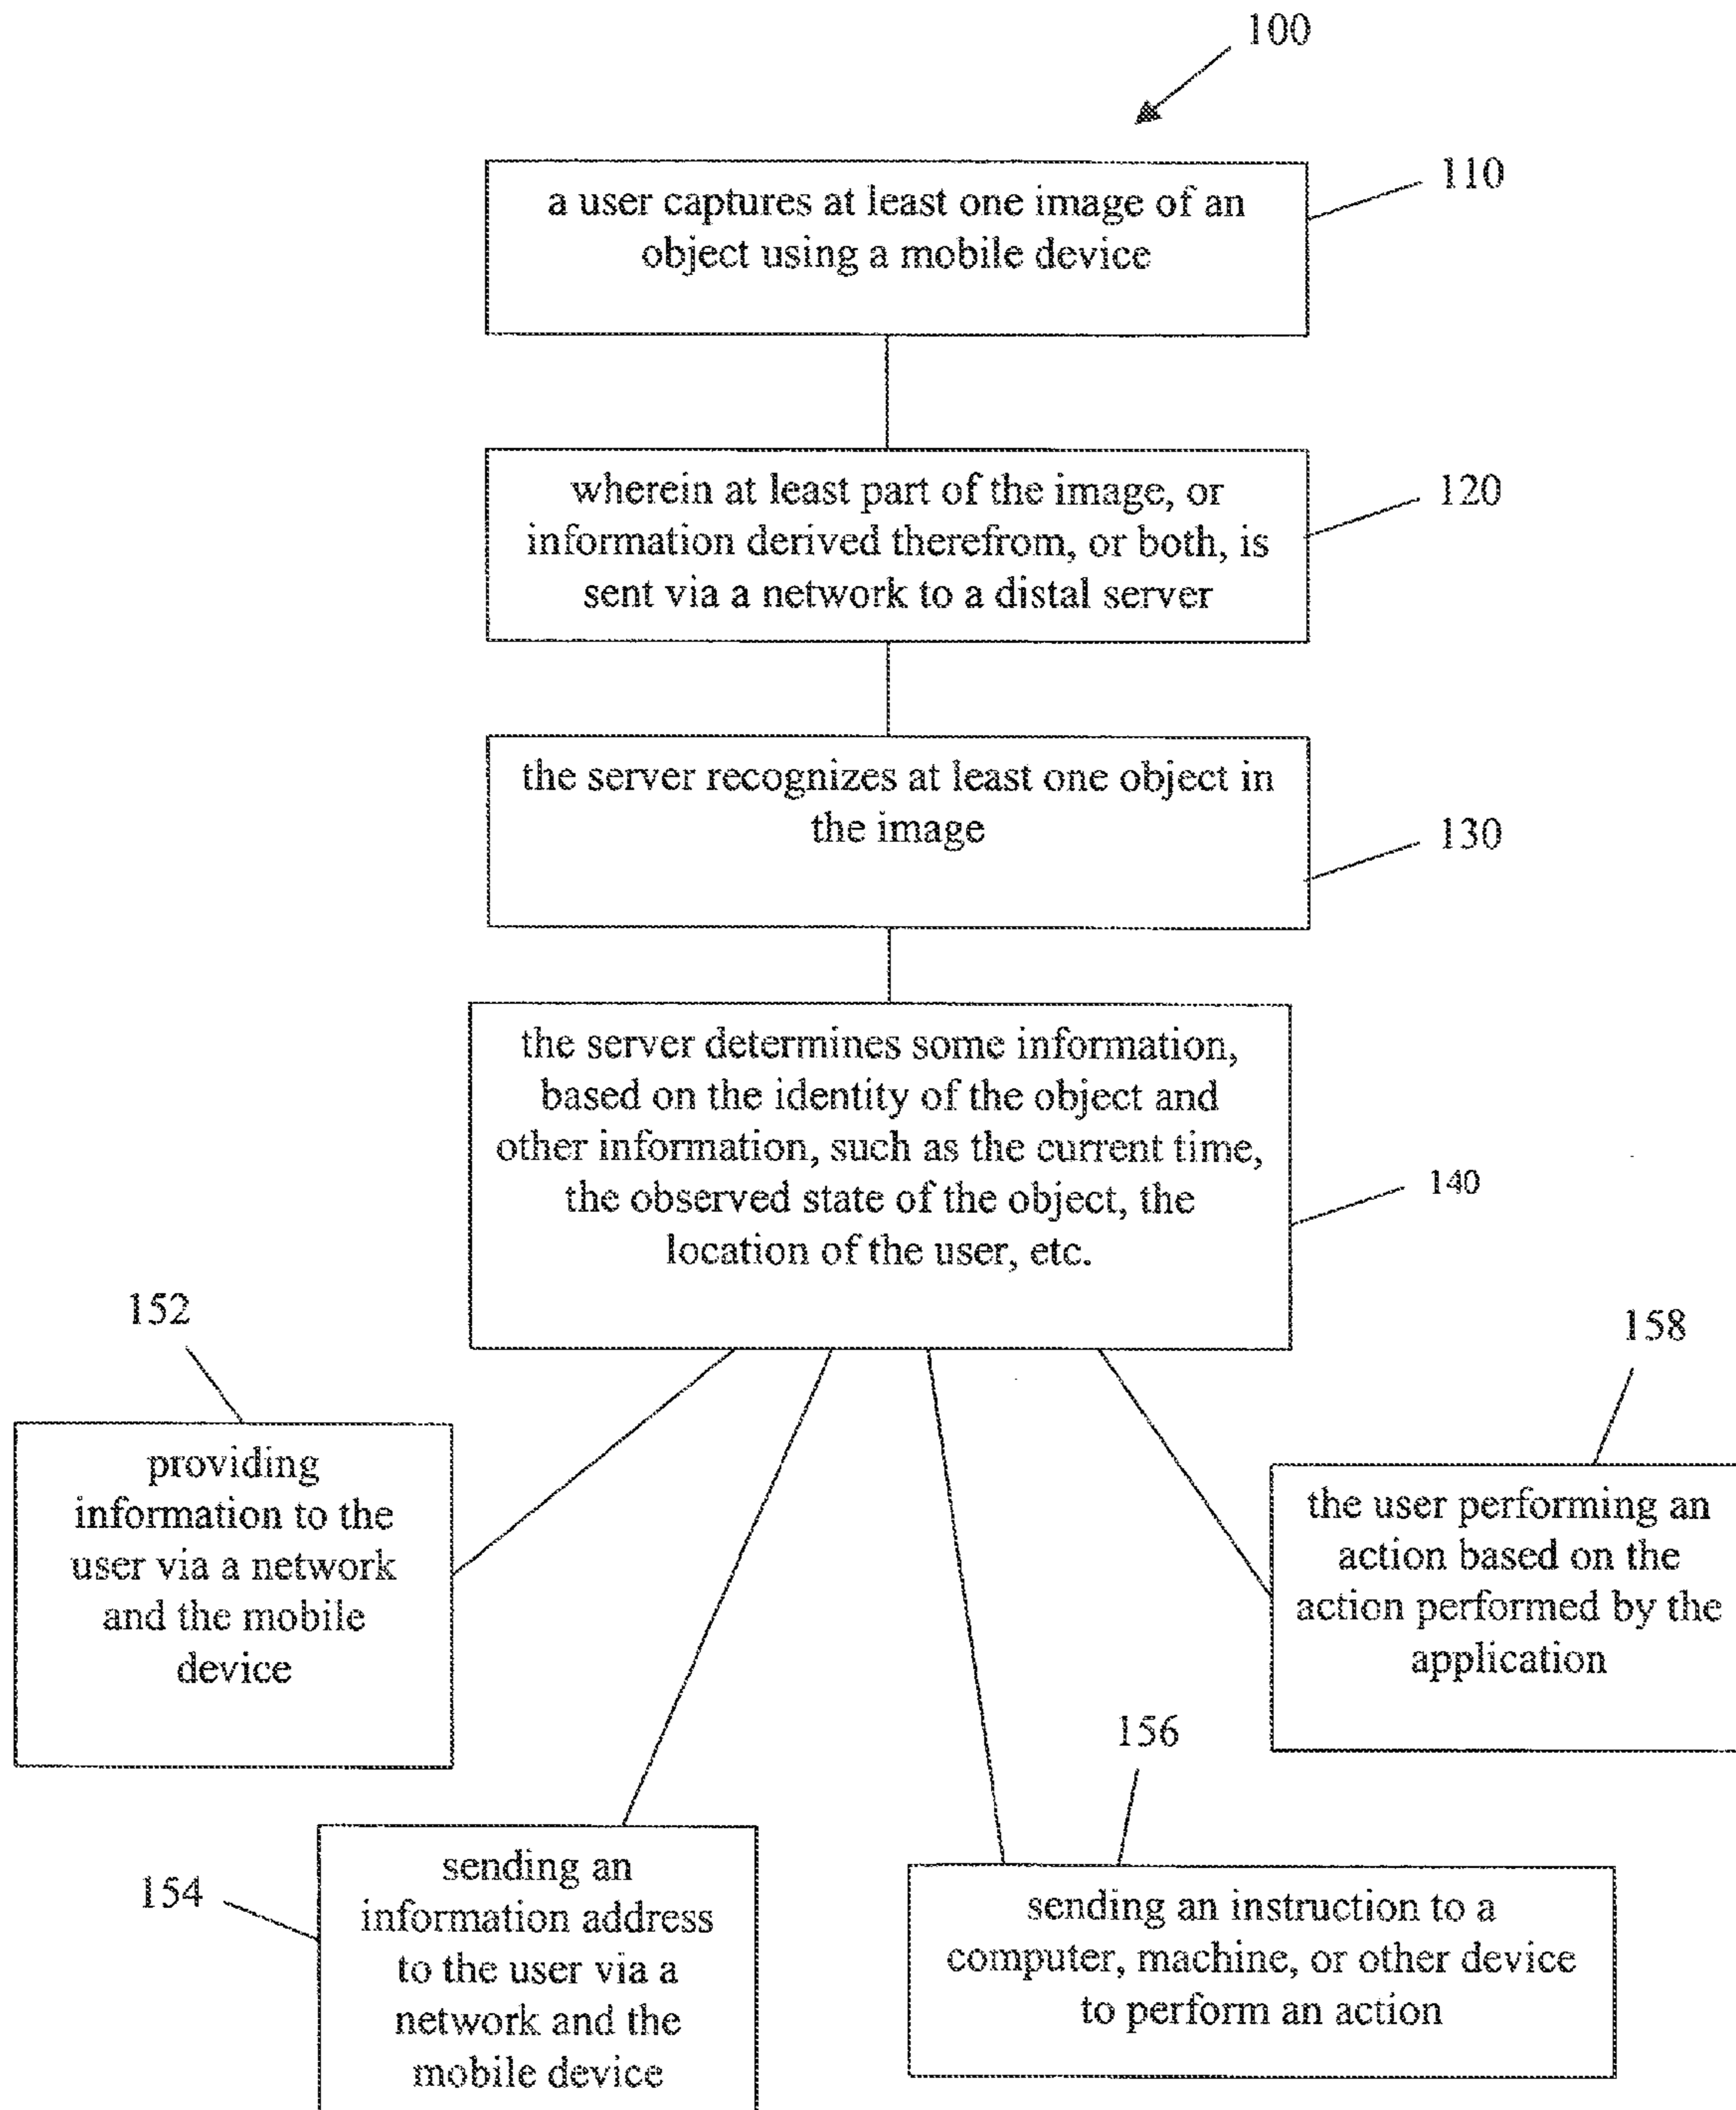 100
110
a user captures at least one image of an
object using a mobile device
120
wherein at least part of the image, or
information derived therefrom, or both, is
sent via a network to a distal server
the server recognizes at least one object in
the image
130
the server determines some information,
based on the identity of the object and
other information, such as the current time,
the observed state of the object, the
location of the user, etc.
140
152
providing
information to the
user via a network
and the mobile
device
158
the user performing an
action based on the
action performed by the
application
154
sending an
information address
to the user via a
network and the
mobile device
156
sending an instruction to a
computer, machine, or other device
to perform an action